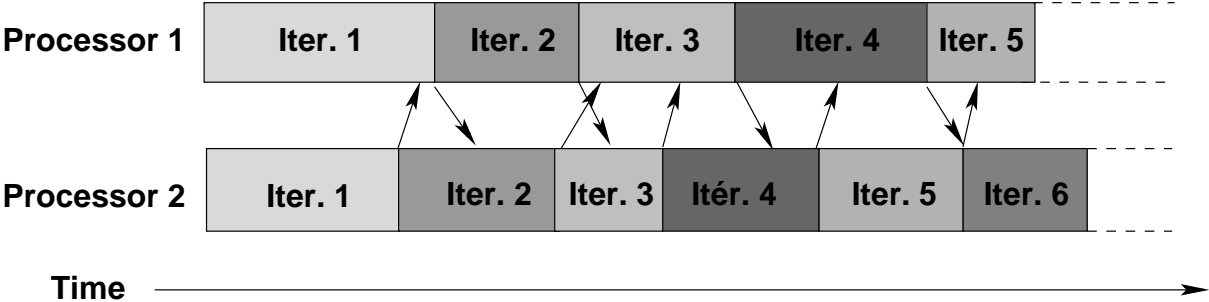 Processor 1 Iter. 1 Iter. 2 Iter. 3 Iter. 4 Iter. 5
Processor 2 Iter. 1 Iter. 2 Iter. 3 Itér. 4 Iter. 5 Iter. 6
Time